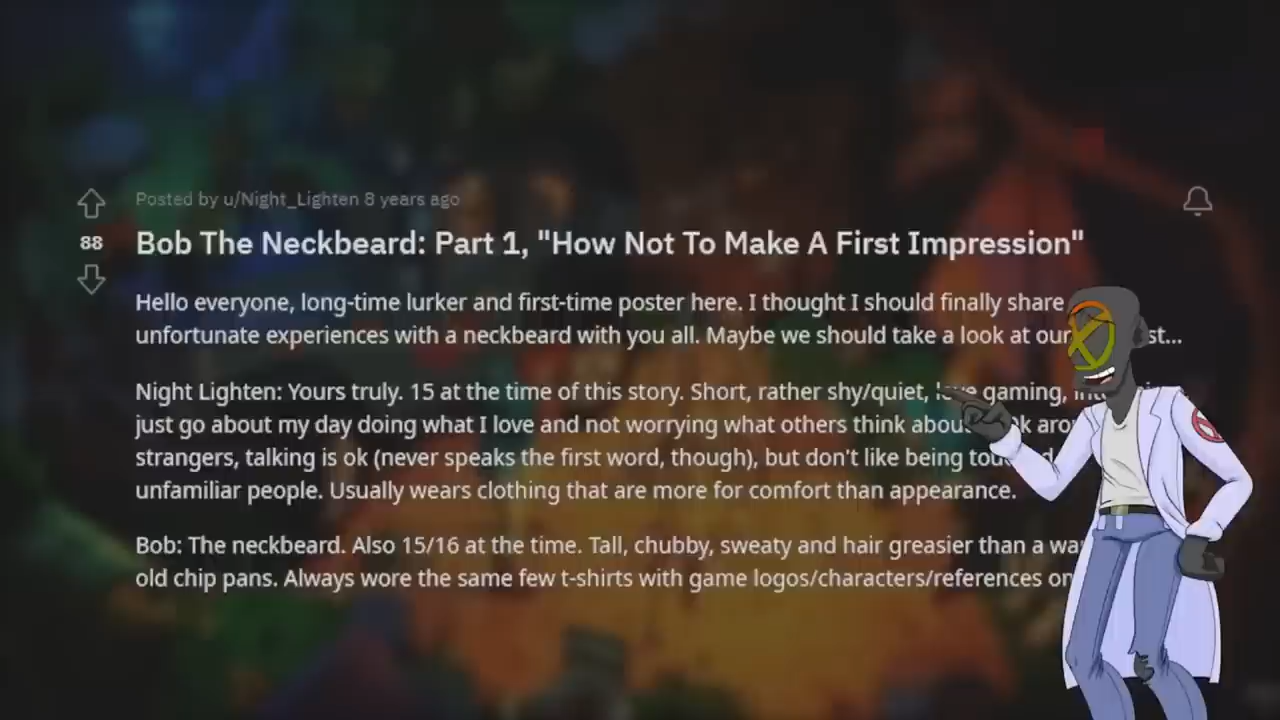 Posted by u/Night_Lighten 8 years ago
88
Bob The Neckbeard: Part 1, "How Not To Make A First Impression"
Hello everyone, long-time lurker and first-time poster here. I thought I should finally share
unfortunate experiences with a neckbeard with you all. Maybe we should take a look at our st...
Night Lighten: Yours truly. 15 at the time of this story. Short, rather shy/quiet, love gaming,
just go about my day doing what I love and not worrying what others think
strangers, talking is ok (never speaks the first word, though), but don't like being
unfamiliar people. Usually wears clothing that are more for comfort than appearance.
Bob: The neckbeard. Also 15/16 at the time. Tall, chubby, sweaty and hair greasier than a
old chip pans. Always wore the same few t-shirts with game logos/characters/references on